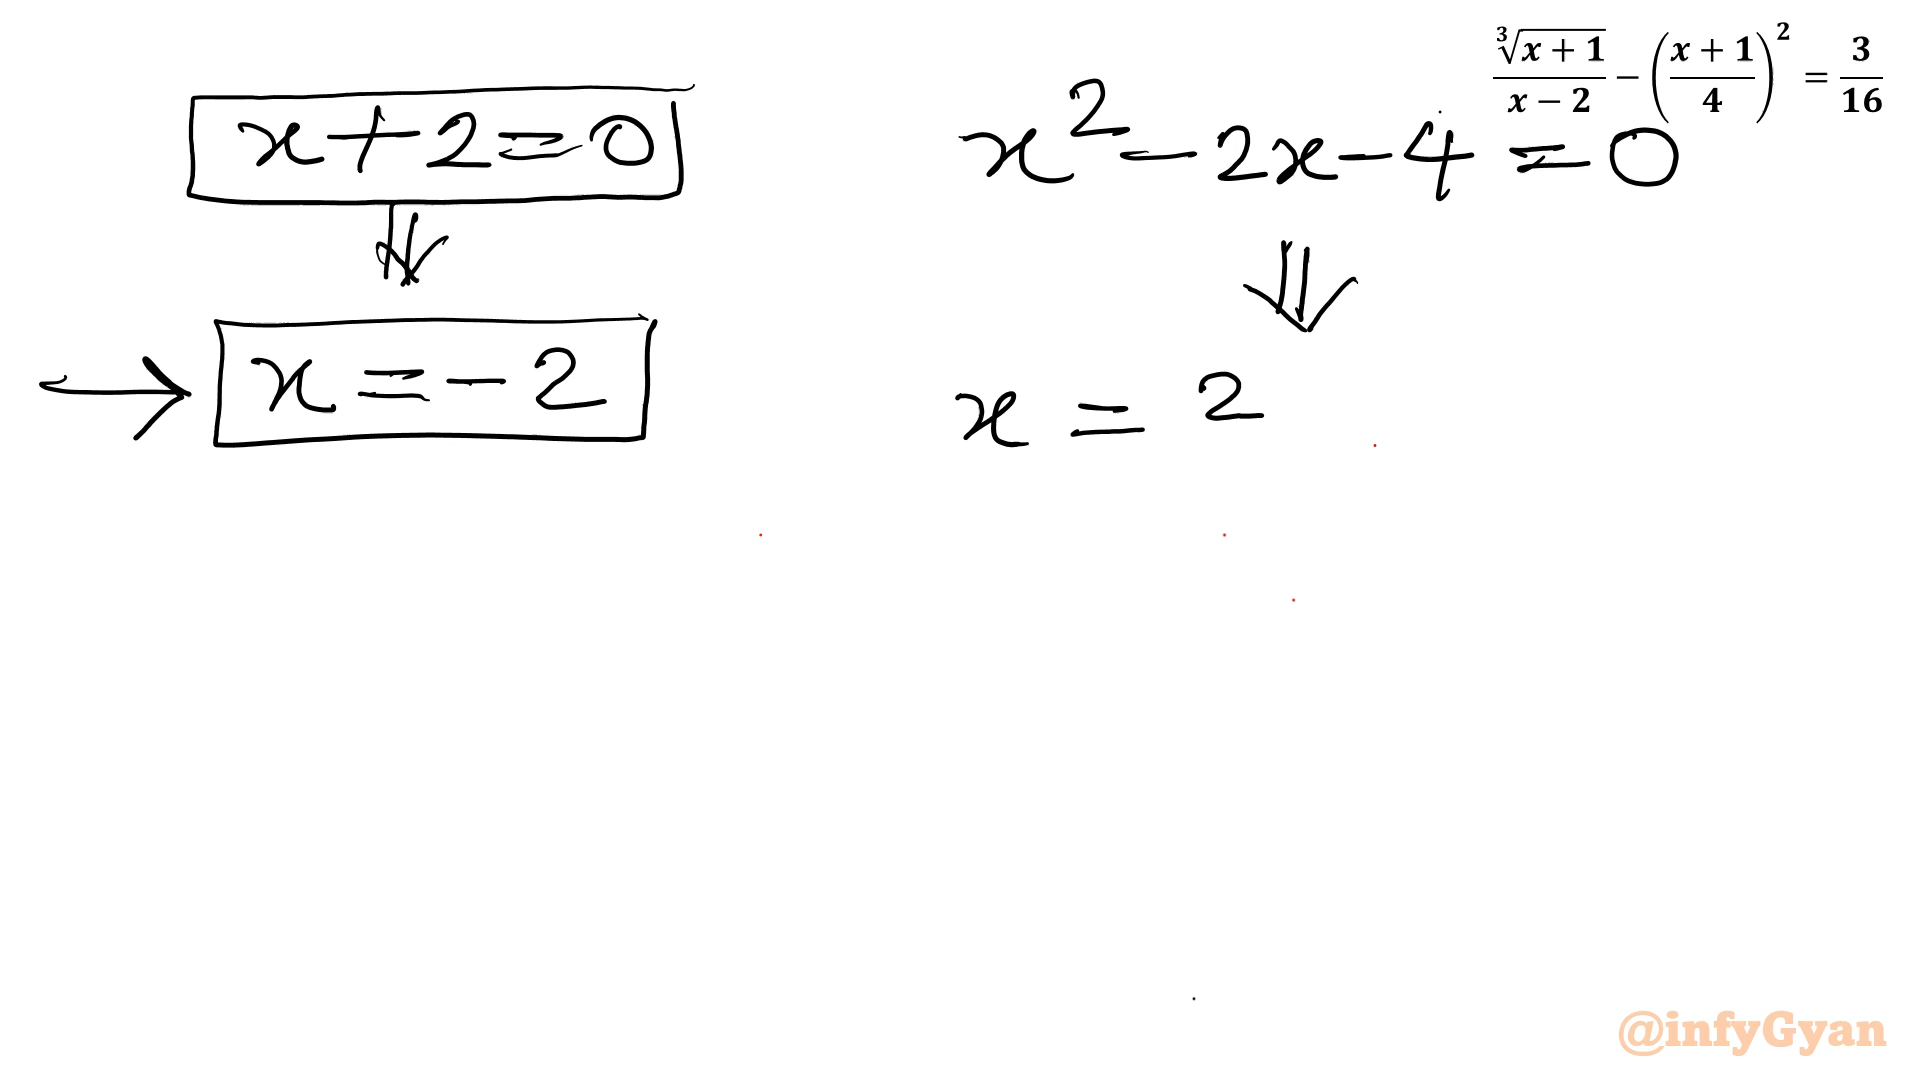 ∛(x + 1)/(x − 2) − ((x + 1)/4)² = 3/16
x + 2 = 0
x² − 2x − 4 = 0
x = − 2
x = 2
@infyGyan